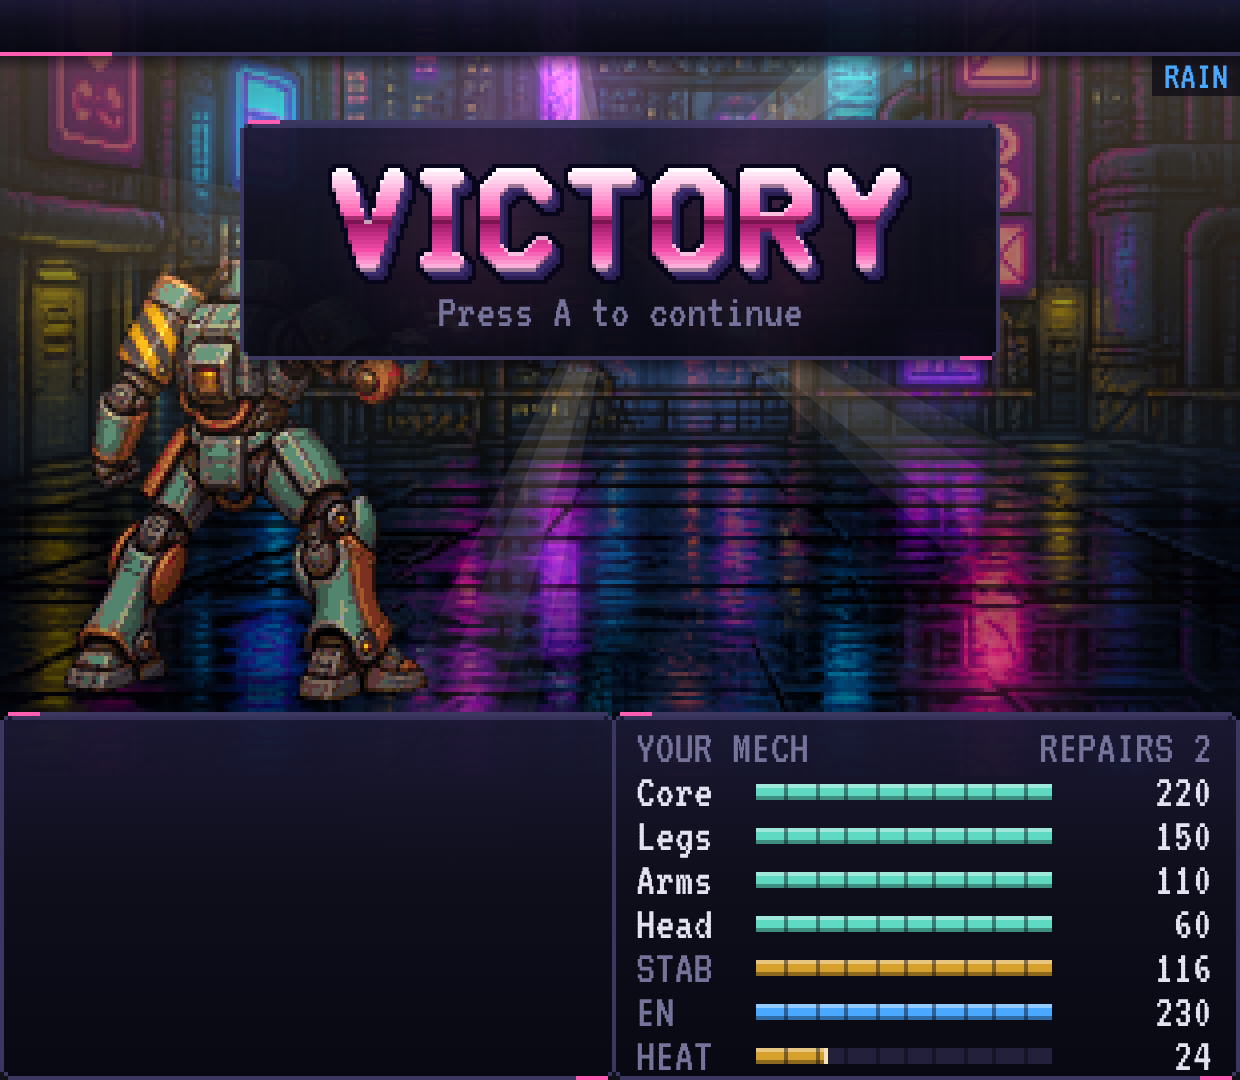 RAIN
VICTORY
Press A to continue
YOUR MECH REPAIRS 2
Core 220
Legs 150
Arms 110
Head 60
STAB 116
EN 230
HEAT 24